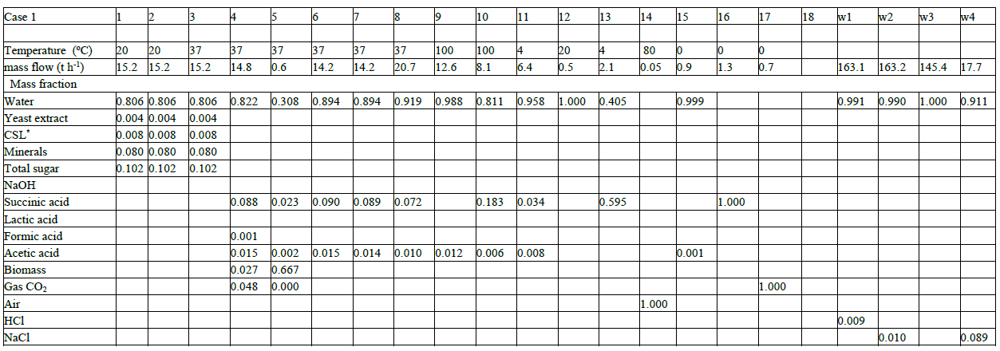 Case 1 1 2 3 4 5 6 7 8 9 10 11 12 13 14 15 16 17 18 w1 w2 w3 w4
Temperature (ºC) 20 20 37 37 37 37 37 37 100 100 4 20 4 80 0 0 0
mass flow (t h⁻¹) 15.2 15.2 15.2 14.8 0.6 14.2 14.2 20.7 12.6 8.1 6.4 0.5 2.1 0.05 0.9 1.3 0.7 163.1 163.2 145.4 17.7
Mass fraction
Water 0.806 0.806 0.806 0.822 0.308 0.894 0.894 0.919 0.988 0.811 0.958 1.000 0.405 0.999 0.991 0.990 1.000 0.911
Yeast extract 0.004 0.004 0.004
CSL* 0.008 0.008 0.008
Minerals 0.080 0.080 0.080
Total sugar 0.102 0.102 0.102
NaOH
Succinic acid 0.088 0.023 0.090 0.089 0.072 0.183 0.034 0.595 1.000
Lactic acid
Formic acid 0.001
Acetic acid 0.015 0.002 0.015 0.014 0.010 0.012 0.006 0.008 0.001
Biomass 0.027 0.667
Gas CO₂ 0.048 0.000 1.000
Air 1.000
HCl 0.009
NaCl 0.010 0.089